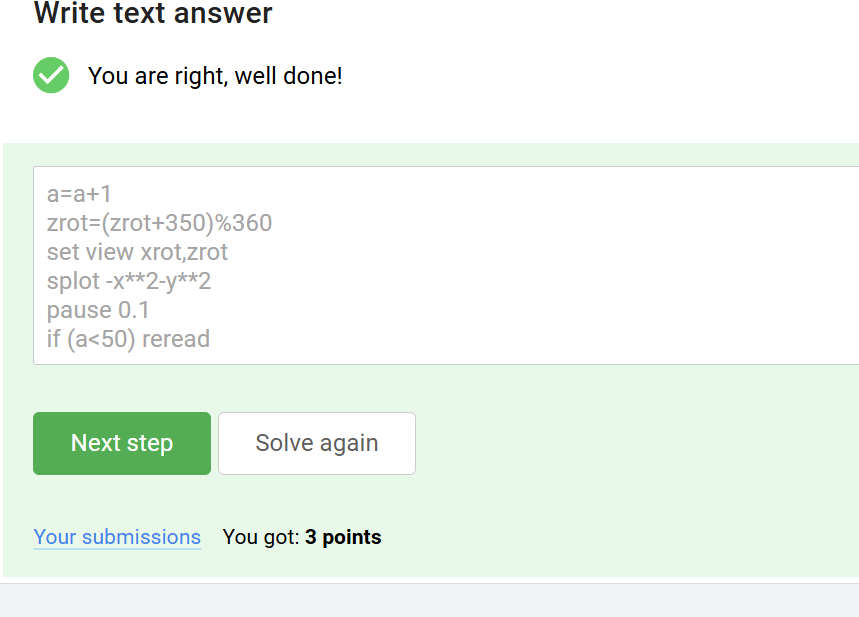 Write text answer
You are right, well done!
a=a+1
zrot=(zrot+350)%360
set view xrot,zrot
splot -x**2-y**2
pause 0.1
if (a<50) reread
Next step
Solve again
Your submissions You got: 3 points